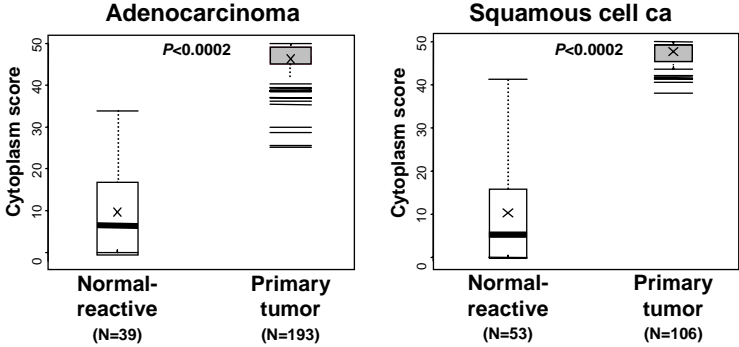 Adenocarcinoma
Cytoplasm score
50
40
30
20
10
0
P<0.0002
Normal-
reactive
(N=39)
Primary
tumor
(N=193)
Squamous cell ca
Cytoplasm score
50
40
30
20
10
0
P<0.0002
Normal-
reactive
(N=53)
Primary
tumor
(N=106)